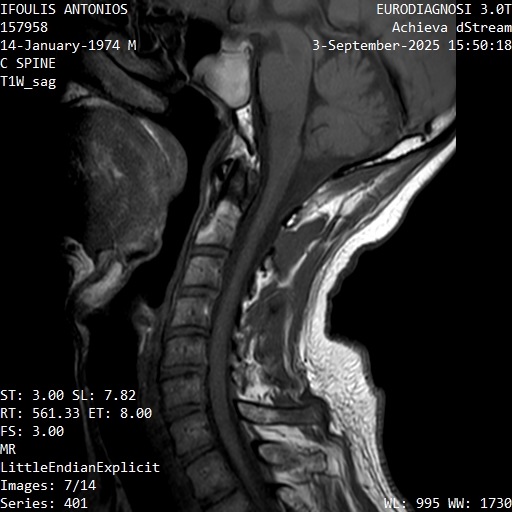 IFOULIS ANTONIOS
157958
14-January-1974 M
C SPINE
T1W_sag
EURODIAGNOSI 3.0T
Achieva dStream
3-September-2025 15:50:18
ST: 3.00 SL: 7.82
RT: 561.33 ET: 8.00
FS: 3.00
MR
LittleEndianExplicit
Images: 7/14
Series: 401
WL: 995 WW: 1730